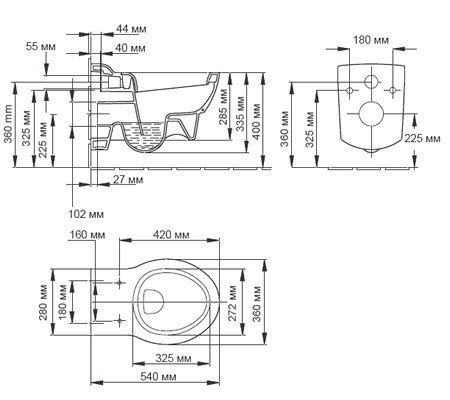 44 мм
55 мм
40 мм
180 мм
360 mm
325 мм
225 мм
285 мм
335 мм
400 мм
360 мм
325 мм
225 мм
27 мм
102 мм
160 мм
420 мм
280 мм
180 мм
272 мм
360 мм
325 мм
540 мм